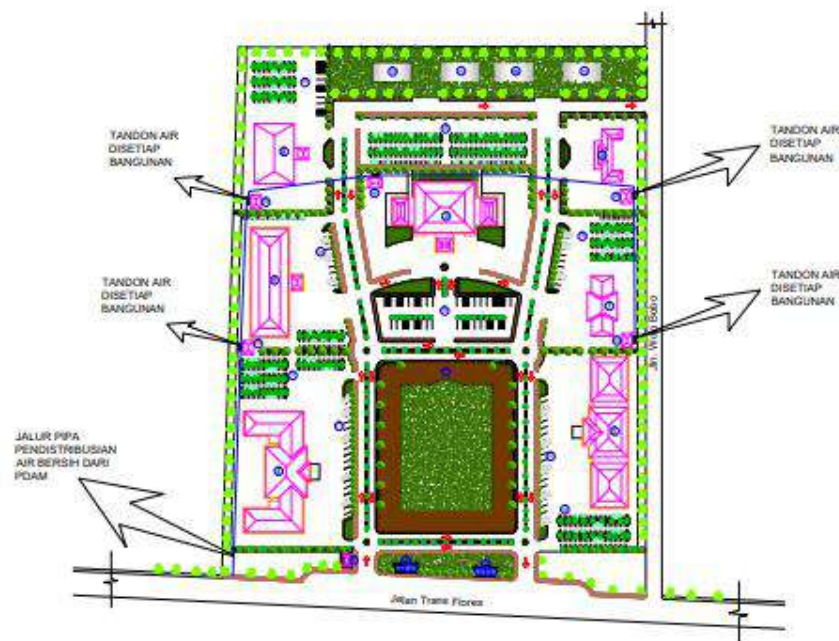 TANDON AIR
DISETIAP
BANGUNAN
TANDON AIR
DISETIAP
BANGUNAN
TANDON AIR
DISETIAP
BANGUNAN
TANDON AIR
DISETIAP
BANGUNAN
JALUR PIPA
PENDISTRIBUSIAN
AIR BERSIH DARI
PDAM
Jalan Trans Flores